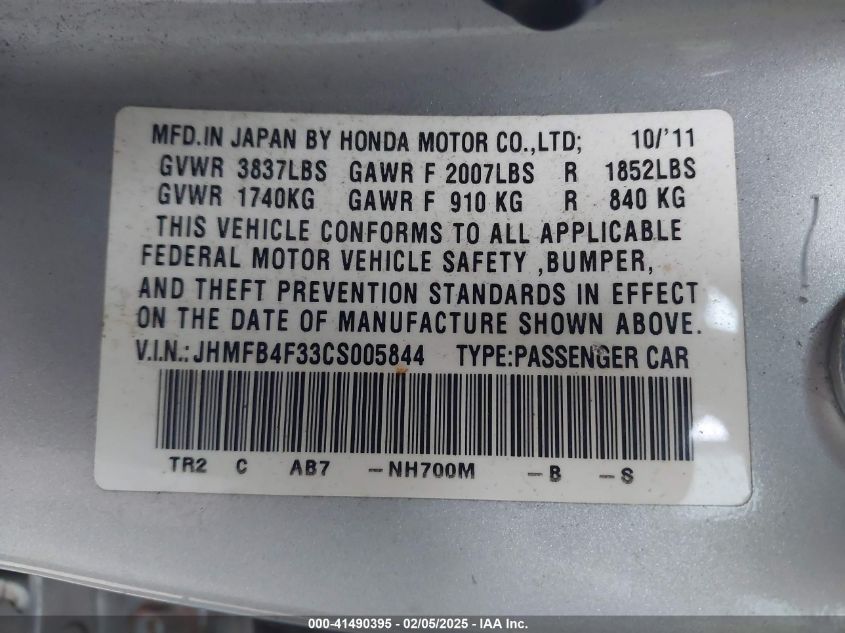 MFD.IN JAPAN BY HONDA MOTOR CO.,LTD; 10/'11
GVWR 3837LBS GAWR F 2007LBS R 1852LBS
GVWR 1740KG GAWR F 910 KG R 840 KG
THIS VEHICLE CONFORMS TO ALL APPLICABLE
FEDERAL MOTOR VEHICLE SAFETY ,BUMPER,
AND THEFT PREVENTION STANDARDS IN EFFECT
ON THE DATE OF MANUFACTURE SHOWN ABOVE.
V.I.N.: JHMFB4F33CS005844 TYPE:PASSENGER CAR
TR2 C AB7 -NH700M -B -S
000-41490395 - 02/05/2025 - IAA Inc.